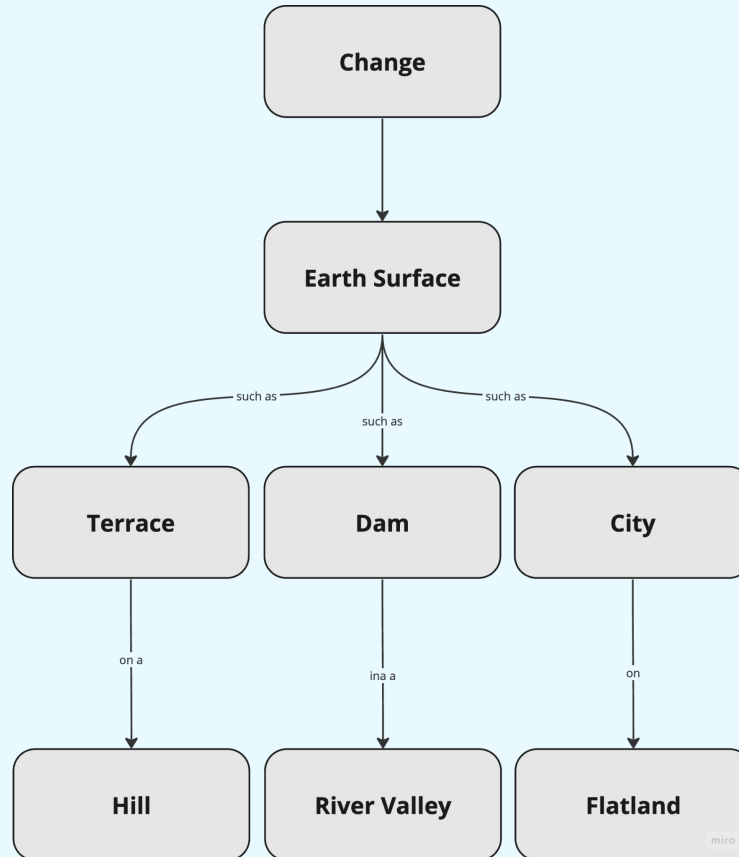 Change
Earth Surface
such as
such as
such as
Terrace
Dam
City
on a
ina a
on
Hill
River Valley
Flatland
miro